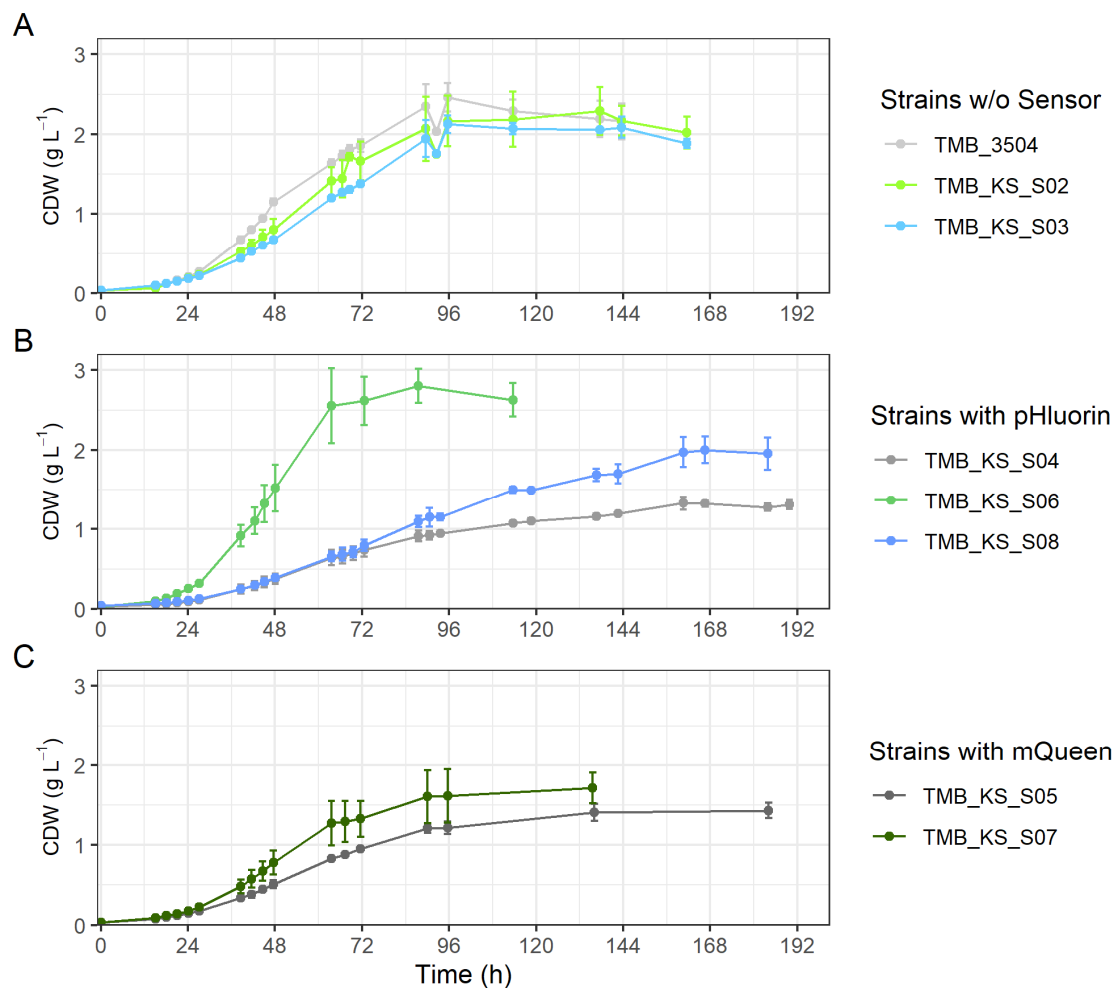 A
3
2
1
0
CDW (g L⁻¹)
0 24 48 72 96 120 144 168 192
Strains w/o Sensor
TMB_3504
TMB_KS_S02
TMB_KS_S03
B
3
2
1
0
CDW (g L⁻¹)
0 24 48 72 96 120 144 168 192
Strains with pHluorin
TMB_KS_S04
TMB_KS_S06
TMB_KS_S08
C
3
2
1
0
CDW (g L⁻¹)
0 24 48 72 96 120 144 168 192
Time (h)
Strains with mQueen
TMB_KS_S05
TMB_KS_S07